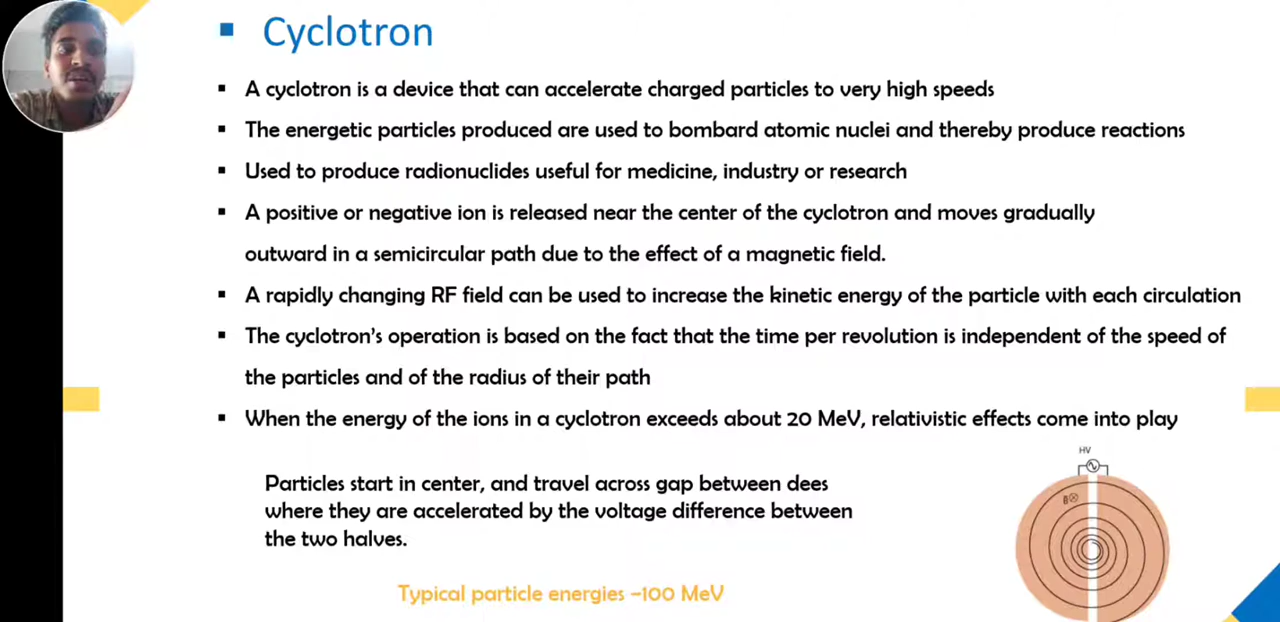 Cyclotron
A cyclotron is a device that can accelerate charged particles to very high speeds
The energetic particles produced are used to bombard atomic nuclei and thereby produce reactions
Used to produce radionuclides useful for medicine, industry or research
A positive or negative ion is released near the center of the cyclotron and moves gradually
outward in a semicircular path due to the effect of a magnetic field.
A rapidly changing RF field can be used to increase the kinetic energy of the particle with each circulation
The cyclotron's operation is based on the fact that the time per revolution is independent of the speed of
the particles and of the radius of their path
When the energy of the ions in a cyclotron exceeds about 20 MeV, relativistic effects come into play
HV
Particles start in center, and travel across gap between dees
where they are accelerated by the voltage difference between
the two halves.
Typical particle energies ~100 MeV